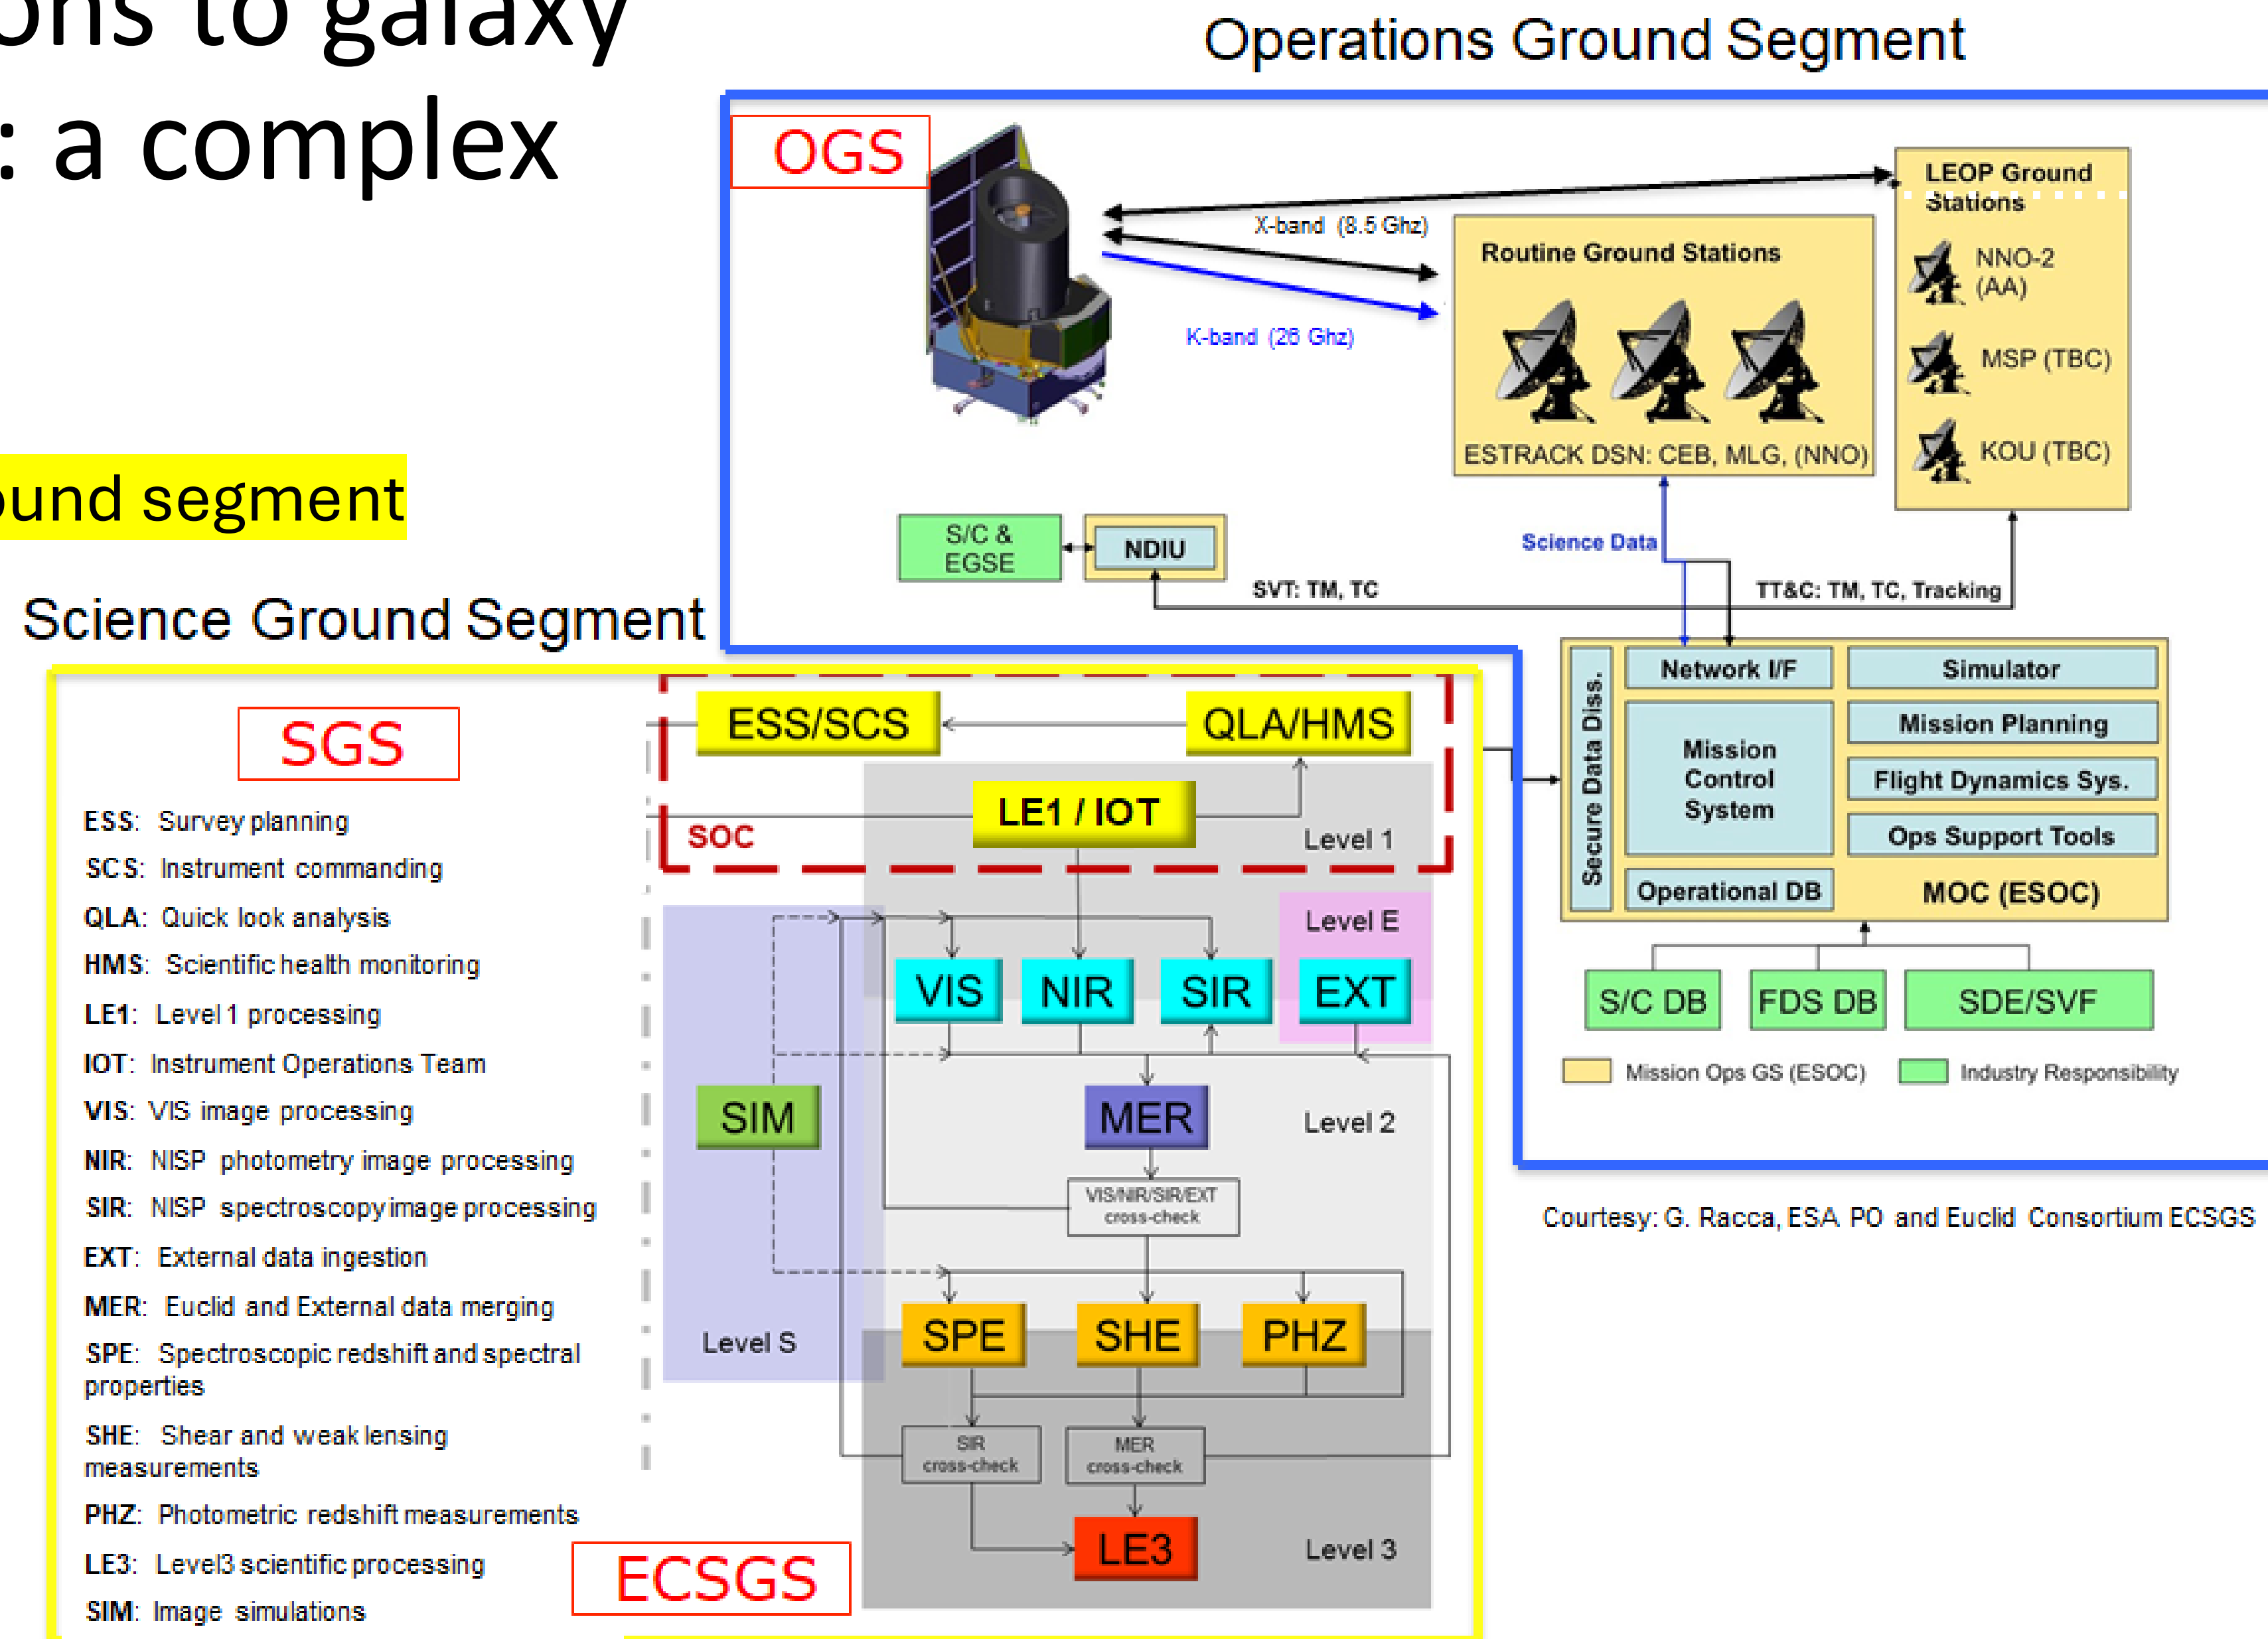 ons to galaxy
: a complex
ound segment
Operations Ground Segment
OGS
X-band (8.5 Ghz)
K-band (26 Ghz)
LEOP Ground
Stations
NNO-2
(AA)
MSP (TBC)
KOU (TBC)
Routine Ground Stations
ESTRACK DSN: CEB, MLG, (NNO)
S/C &
EGSE
NDIU
Science Data
SVT: TM, TC
TT&C: TM, TC, Tracking
Secure Data Diss.
Network I/F
Mission
Control
System
Operational DB
Simulator
Mission Planning
Flight Dynamics Sys.
Ops Support Tools
MOC (ESOC)
S/C DB
FDS DB
SDE/SVF
Mission Ops GS (ESOC)
Industry Responsibility
Courtesy: G. Racca, ESA PO and Euclid Consortium ECSGS
Science Ground Segment
SGS
ESS: Survey planning
SCS: Instrument commanding
QLA: Quick look analysis
HMS: Scientific health monitoring
LE1: Level 1 processing
IOT: Instrument Operations Team
VIS: VIS image processing
NIR: NISP photometry image processing
SIR: NISP spectroscopy image processing
EXT: External data ingestion
MER: Euclid and External data merging
SPE: Spectroscopic redshift and spectral
properties
SHE: Shear and weak lensing
measurements
PHZ: Photometric redshift measurements
LE3: Level3 scientific processing
SIM: Image simulations
ECSGS
ESS/SCS
QLA/HMS
LE1 / IOT
SOC
Level 1
Level E
VIS
NIR
SIR
EXT
SIM
MER
Level 2
VIS/NIR/SIR/EXT
cross-check
Level S
SPE
SHE
PHZ
SIR
cross-check
MER
cross-check
LE3
Level 3